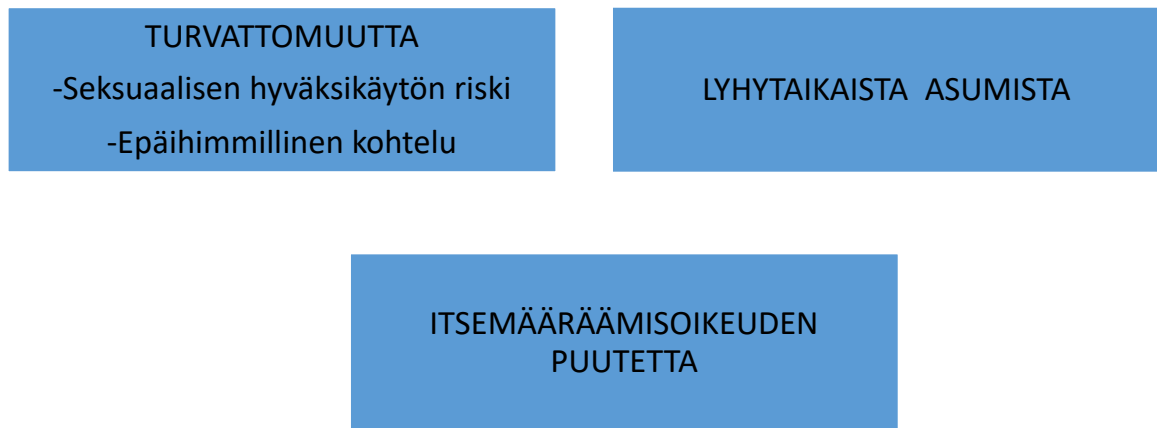 TURVATTOMUUTTA
-Seksuaalisen hyväksikäytön riski
-Epäihimmillinen kohtelu
LYHYTAIKAISTA ASUMISTA
ITSEMÄÄRÄÄMISOIKEUDEN
PUUTETTA